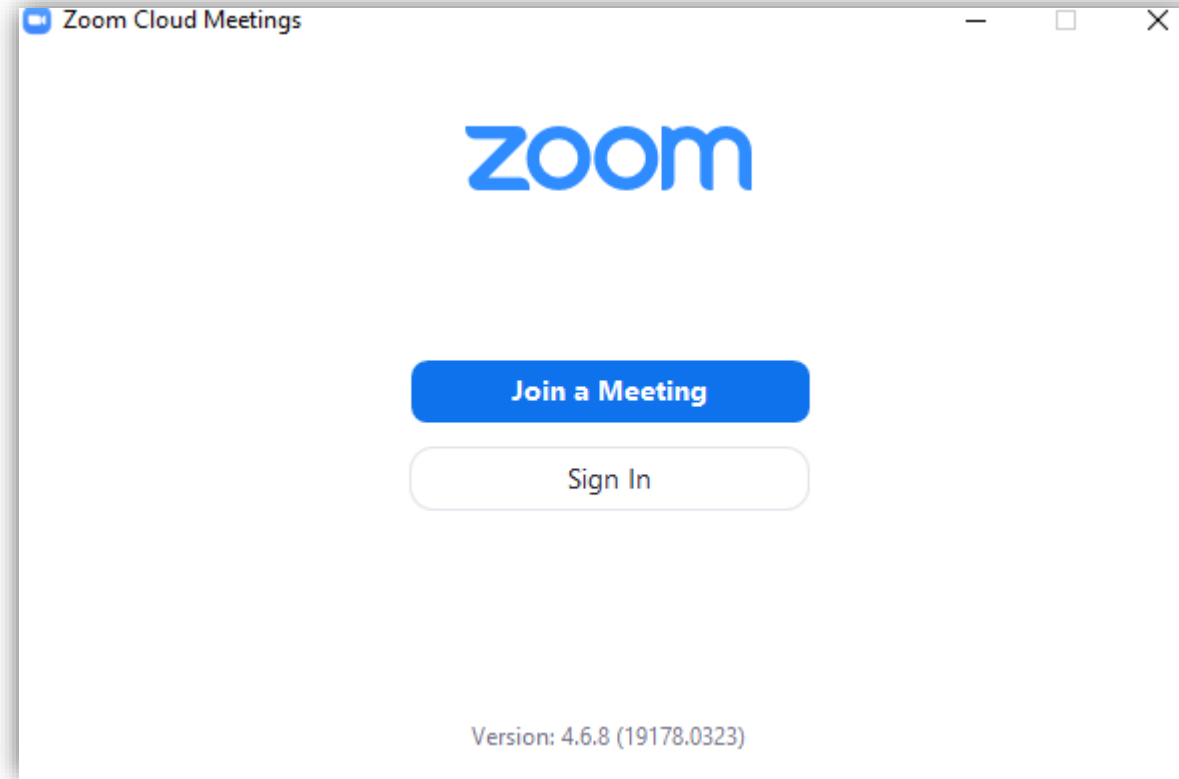 Zoom Cloud Meetings
zoom
Join a Meeting
Sign In
Version: 4.6.8 (19178.0323)